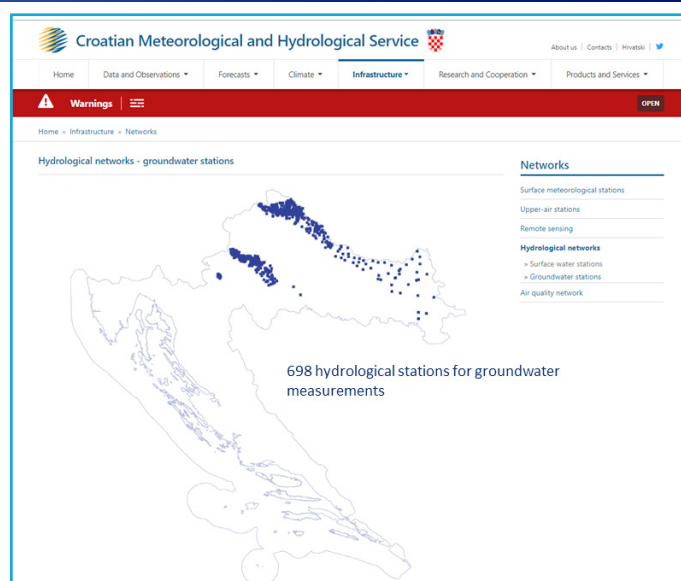 Croatian Meteorological and Hydrological Service
About us | Contacts | Hrvatski |
Home Data and Observations Forecasts Climate Infrastructure Research and Cooperation Products and Services
Warnings OPEN
Home » Infrastructure » Networks
Hydrological networks - groundwater stations
Networks
Surface meteorological stations
Upper-air stations
Remote sensing
Hydrological networks
» Surface water stations
» Groundwater stations
Air quality network
698 hydrological stations for groundwater
measurements